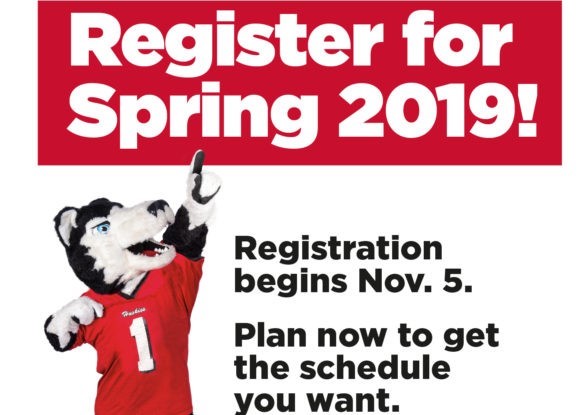 Register for
Spring 2019!
Registration
begins Nov. 5.
Huskies
1
Plan now to get
the schedule
you want.